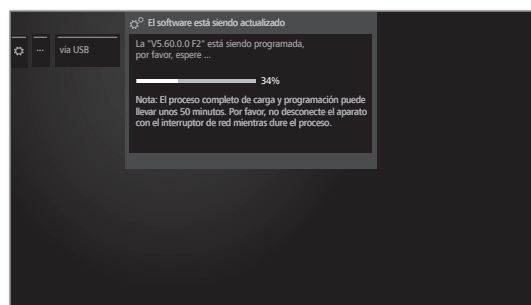 El software está siendo actualizado
... vía USB
La "V5.60.0.0 F2" está siendo programada,
por favor, espere ...
34%
Nota: El proceso completo de carga y programación puede
llevar unos 50 minutos. Por favor, no desconecte el aparato
con el interruptor de red mientras dure el proceso.